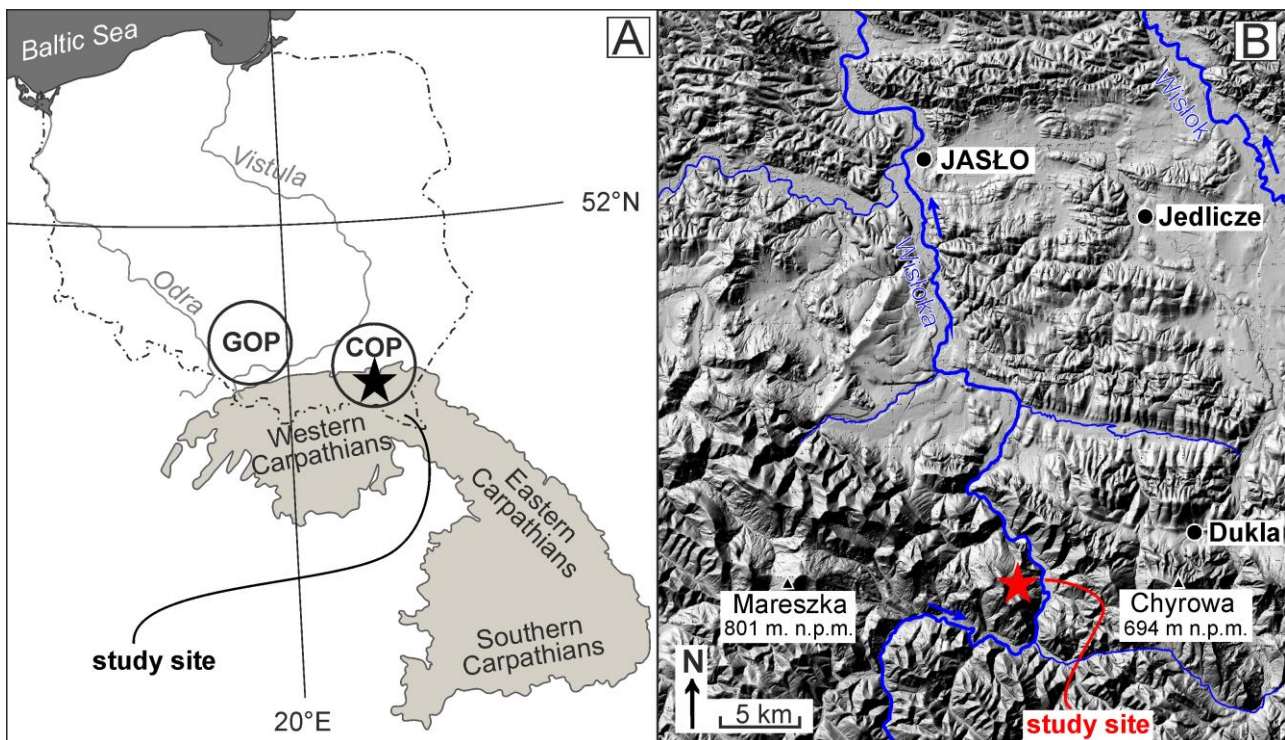 Baltic Sea
A
Vistula
52°N
Odra
GOP
COP
Western
Carpathians
Eastern
Carpathians
Southern
Carpathians
study site
20°E
B
Wisłok
JASŁO
Jedlicze
Wisłoka
Dukla
Mareszka
801 m. n.p.m.
Chyrowa
694 m n.p.m.
N
5 km
study site